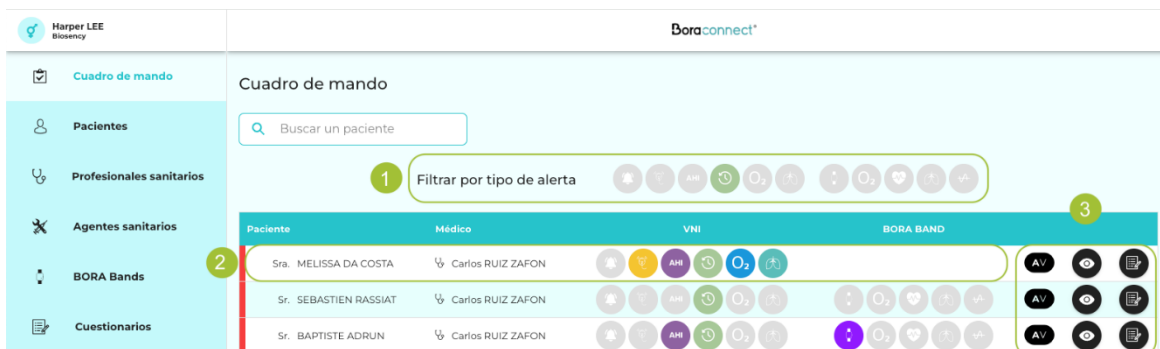 Harper LEE
Biosency
Boraconnect®
Cuadro de mando
Pacientes
Profesionales sanitarios
Agentes sanitarios
BORA Bands
Cuestionarios
Cuadro de mando
Buscar un paciente
1 Filtrar por tipo de alerta AHI O₂ O₂
3
Paciente Médico VNI BORA BAND
2 Sra. MELISSA DA COSTA Carlos RUIZ ZAFON AHI O₂ AV
Sr. SEBASTIEN RASSIAT Carlos RUIZ ZAFON AHI O₂ O₂ AV
Sr. BAPTISTE ADRUN Carlos RUIZ ZAFON AHI O₂ O₂ AV